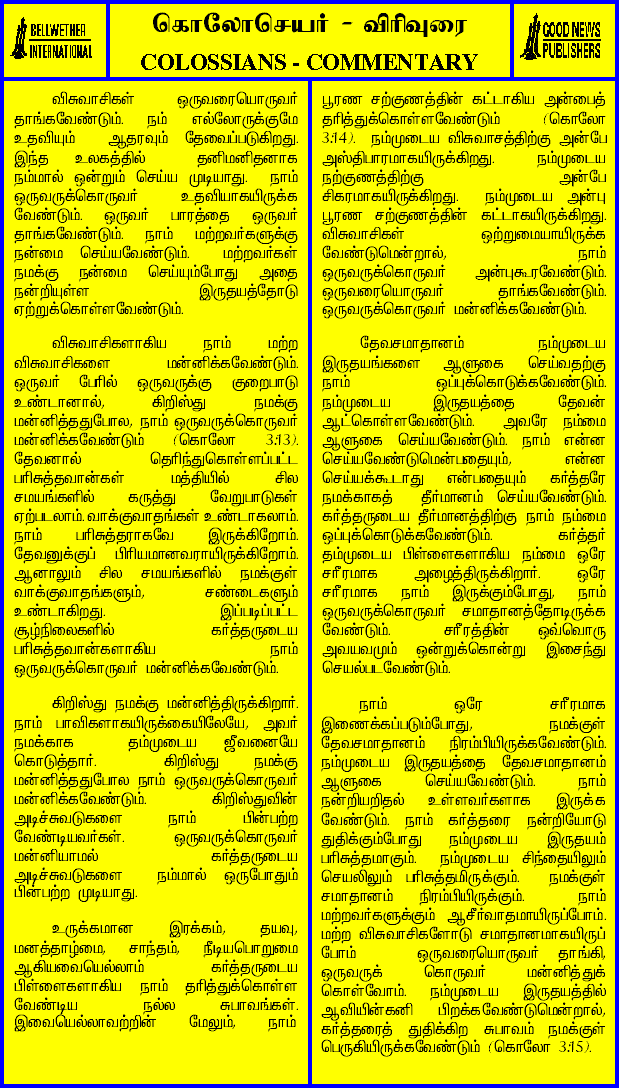 BELLWETHER
INTERNATIONAL
கொலோசெயர் - விரிவுரை
COLOSSIANS - COMMENTARY
GOOD NEWS
PUBLISHERS
விசுவாசிகள் ஒருவரையொருவர்
தாங்கவேண்டும். நம் எல்லோருக்குமே
உதவியும் ஆதரவும் தேவைப்படுகிறது.
இந்த உலகத்தில் தனிமனிதனாக
நம்மால் ஒன்றும் செய்ய முடியாது. நாம்
ஒருவருக்கொருவர் உதவியாகயிருக்க
வேண்டும். ஒருவர் பாரத்தை ஒருவர்
தாங்கவேண்டும். நாம் மற்றவர்களுக்கு
நன்மை செய்யவேண்டும். மற்றவர்கள்
நமக்கு நன்மை செய்யும்போது அதை
நன்றியுள்ள இருதயத்தோடு
ஏற்றுக்கொள்ளவேண்டும்.
விசுவாசிகளாகிய நாம் மற்ற
விசுவாசிகளை மன்னிக்கவேண்டும்.
ஒருவர் பேரில் ஒருவருக்கு குறைபாடு
உண்டானால், கிறிஸ்து நமக்கு
மன்னித்ததுபோல, நாம் ஒருவருக்கொருவர்
மன்னிக்கவேண்டும் (கொலோ 3:13).
தேவனால் தெரிந்துகொள்ளப்பட்ட
பரிசுத்தவான்கள் மத்தியில் சில
சமயங்களில் கருத்து வேறுபாடுகள்
ஏற்படலாம். வாக்குவாதங்கள் உண்டாகலாம்.
நாம் பரிசுத்தராகவே இருக்கிறோம்.
தேவனுக்குப் பிரியமானவராயிருக்கிறோம்.
ஆனாலும் சில சமயங்களில் நமக்குள்
வாக்குவாதங்களும், சண்டைகளும்
உண்டாகிறது. இப்படிப்பட்ட
சூழ்நிலைகளில் கர்த்தருடைய
பரிசுத்தவான்களாகிய நாம்
ஒருவருக்கொருவர் மன்னிக்கவேண்டும்.
கிறிஸ்து நமக்கு மன்னித்திருக்கிறார்.
நாம் பாவிகளாகயிருக்கையிலேயே, அவர்
நமக்காக தம்முடைய ஜீவனையே
கொடுத்தார். கிறிஸ்து நமக்கு
மன்னித்ததுபோல நாம் ஒருவருக்கொருவர்
மன்னிக்கவேண்டும். கிறிஸ்துவின்
அடிச்சுவடுகளை நாம் பின்பற்ற
வேண்டியவர்கள். ஒருவருக்கொருவர்
மன்னியாமல் கர்த்தருடைய
அடிச்சுவடுகளை நம்மால் ஒருபோதும்
பின்பற்ற முடியாது.
உருக்கமான இரக்கம், தயவு,
மனத்தாழ்மை, சாந்தம், நீடியபொறுமை
ஆகியவையெல்லாம் கர்த்தருடைய
பிள்ளைகளாகிய நாம் தரித்துக்கொள்ள
வேண்டிய நல்ல சுபாவங்கள்.
இவையெல்லாவற்றின் மேலும், நாம்
பூரண சற்குணத்தின் கட்டாகிய அன்பைத்
தரித்துக்கொள்ளவேண்டும் (கொலோ
3:14). நம்முடைய விசுவாசத்திற்கு அன்பே
அஸ்திபாரமாகயிருக்கிறது. நம்முடைய
நற்குணத்திற்கு அன்பே
சிகரமாகயிருக்கிறது. நம்முடைய அன்பு
பூரண சற்குணத்தின் கட்டாகயிருக்கிறது.
விசுவாசிகள் ஒற்றுமையாயிருக்க
வேண்டுமென்றால், நாம்
ஒருவருக்கொருவர் அன்புகூரவேண்டும்.
ஒருவரையொருவர் தாங்கவேண்டும்.
ஒருவருக்கொருவர் மன்னிக்கவேண்டும்.
தேவசமாதானம் நம்முடைய
இருதயங்களை ஆளுகை செய்வதற்கு
நாம் ஒப்புக்கொடுக்கவேண்டும்.
நம்முடைய இருதயத்தை தேவன்
ஆட்கொள்ளவேண்டும். அவரே நம்மை
ஆளுகை செய்யவேண்டும். நாம் என்ன
செய்யவேண்டுமென்பதையும், என்ன
செய்யக்கூடாது என்பதையும் கர்த்தரே
நமக்காகத் தீர்மானம் செய்யவேண்டும்.
கர்த்தருடைய தீர்மானத்திற்கு நாம் நம்மை
ஒப்புக்கொடுக்கவேண்டும். கர்த்தர்
தம்முடைய பிள்ளைகளாகிய நம்மை ஒரே
சரீரமாக அழைத்திருக்கிறார். ஒரே
சரீரமாக நாம் இருக்கும்போது, நாம்
ஒருவருக்கொருவர் சமாதானத்தோடிருக்க
வேண்டும். சரீரத்தின் ஒவ்வொரு
அவயவமும் ஒன்றுக்கொன்று இசைந்து
செயல்படவேண்டும்.
நாம் ஒரே சரீரமாக
இணைக்கப்படும்போது, நமக்குள்
தேவசமாதானம் நிரம்பியிருக்கவேண்டும்.
நம்முடைய இருதயத்தை தேவசமாதானம்
ஆளுகை செய்யவேண்டும். நாம்
நன்றியறிதல் உள்ளவர்களாக இருக்க
வேண்டும். நாம் கர்த்தரை நன்றியோடு
துதிக்கும்போது நம்முடைய இருதயம்
பரிசுத்தமாகும். நம்முடைய சிந்தையிலும்
செயலிலும் பரிசுத்தமிருக்கும். நமக்குள்
சமாதானம் நிரம்பியிருக்கும். நாம்
மற்றவர்களுக்கும் ஆசீர்வாதமாயிருப்போம்.
மற்ற விசுவாசிகளோடு சமாதானமாகயிருப்
போம் ஒருவரையொருவர் தாங்கி,
ஒருவருக் கொருவர் மன்னித்துக்
கொள்வோம். நம்முடைய இருதயத்தில்
ஆவியின்கனி பிறக்கவேண்டுமென்றால்,
கர்த்தரைத் துதிக்கிற சுபாவம் நமக்குள்
பெருகியிருக்கவேண்டும் (கொலோ 3:15).